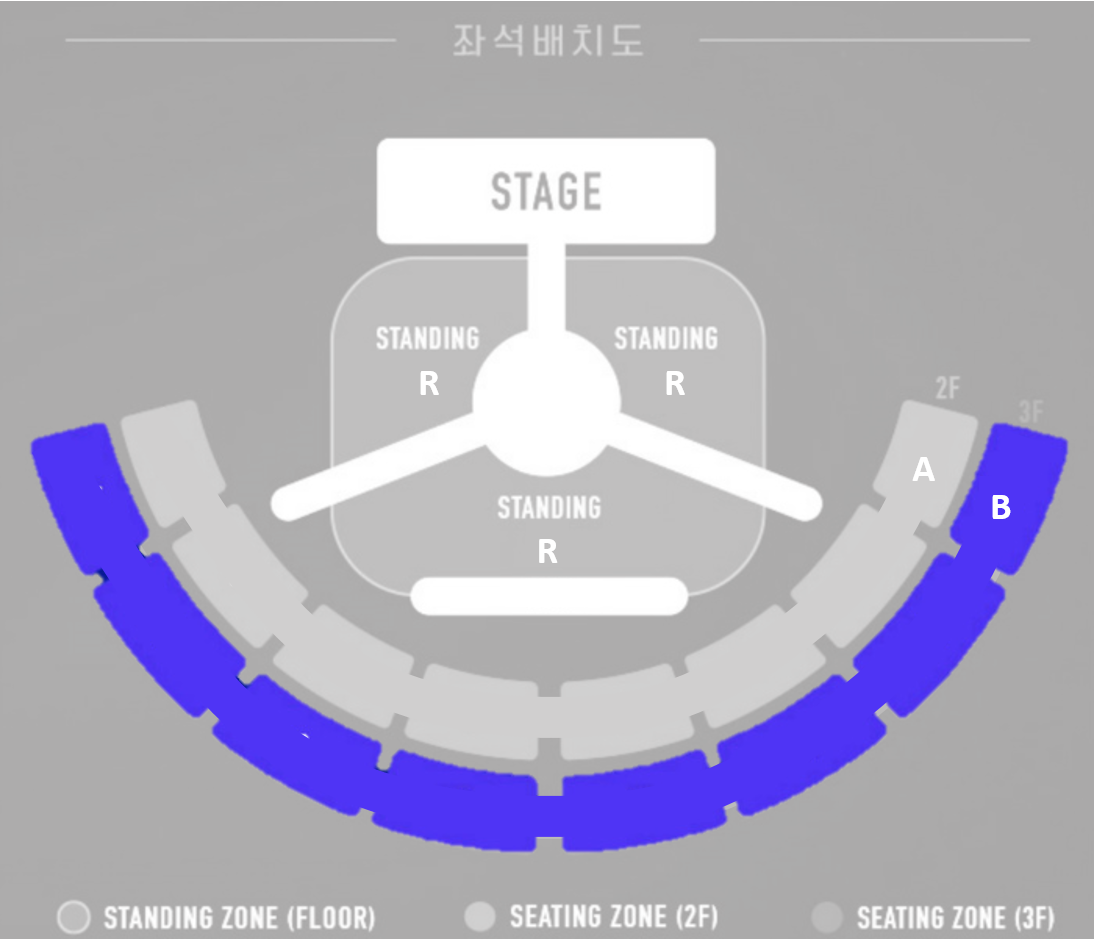 좌석배치도
STAGE
STANDING
R
STANDING
R
STANDING
R
2F
3F
A
B
STANDING ZONE (FLOOR)
SEATING ZONE (2F)
SEATING ZONE (3F)